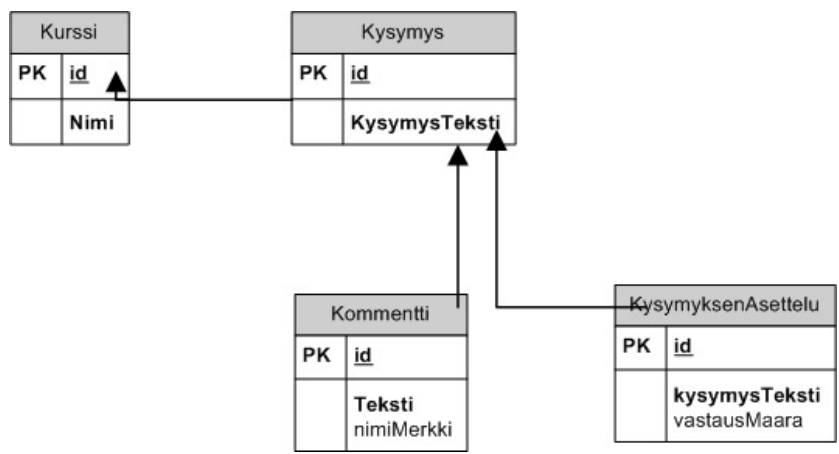 Kurssi
PK id
Nimi
Kysymys
PK id
KysymysTeksti
Kommentti
PK id
Teksti
nimiMerkki
KysymyksenAsettelu
PK id
kysymysTeksti
vastausMaara